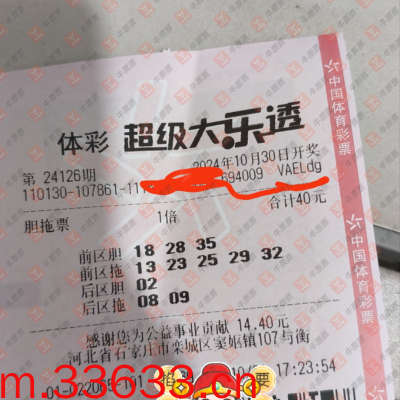 体彩 超级大乐透
第 24126期 2024年10月30日开奖
110130-107861-11 694009 VAELdg
胆拖票 1倍 合计40元
前区胆 18 28 35
前区拖 13 23 25 29 32
后区胆 02
后区拖 08 09
感谢您为公益事业贡献 14.40元
河北省石家庄市栾城区窦妪镇107与衡
17:23:54
m.33633.cn
中国体育彩票
中国体育彩票